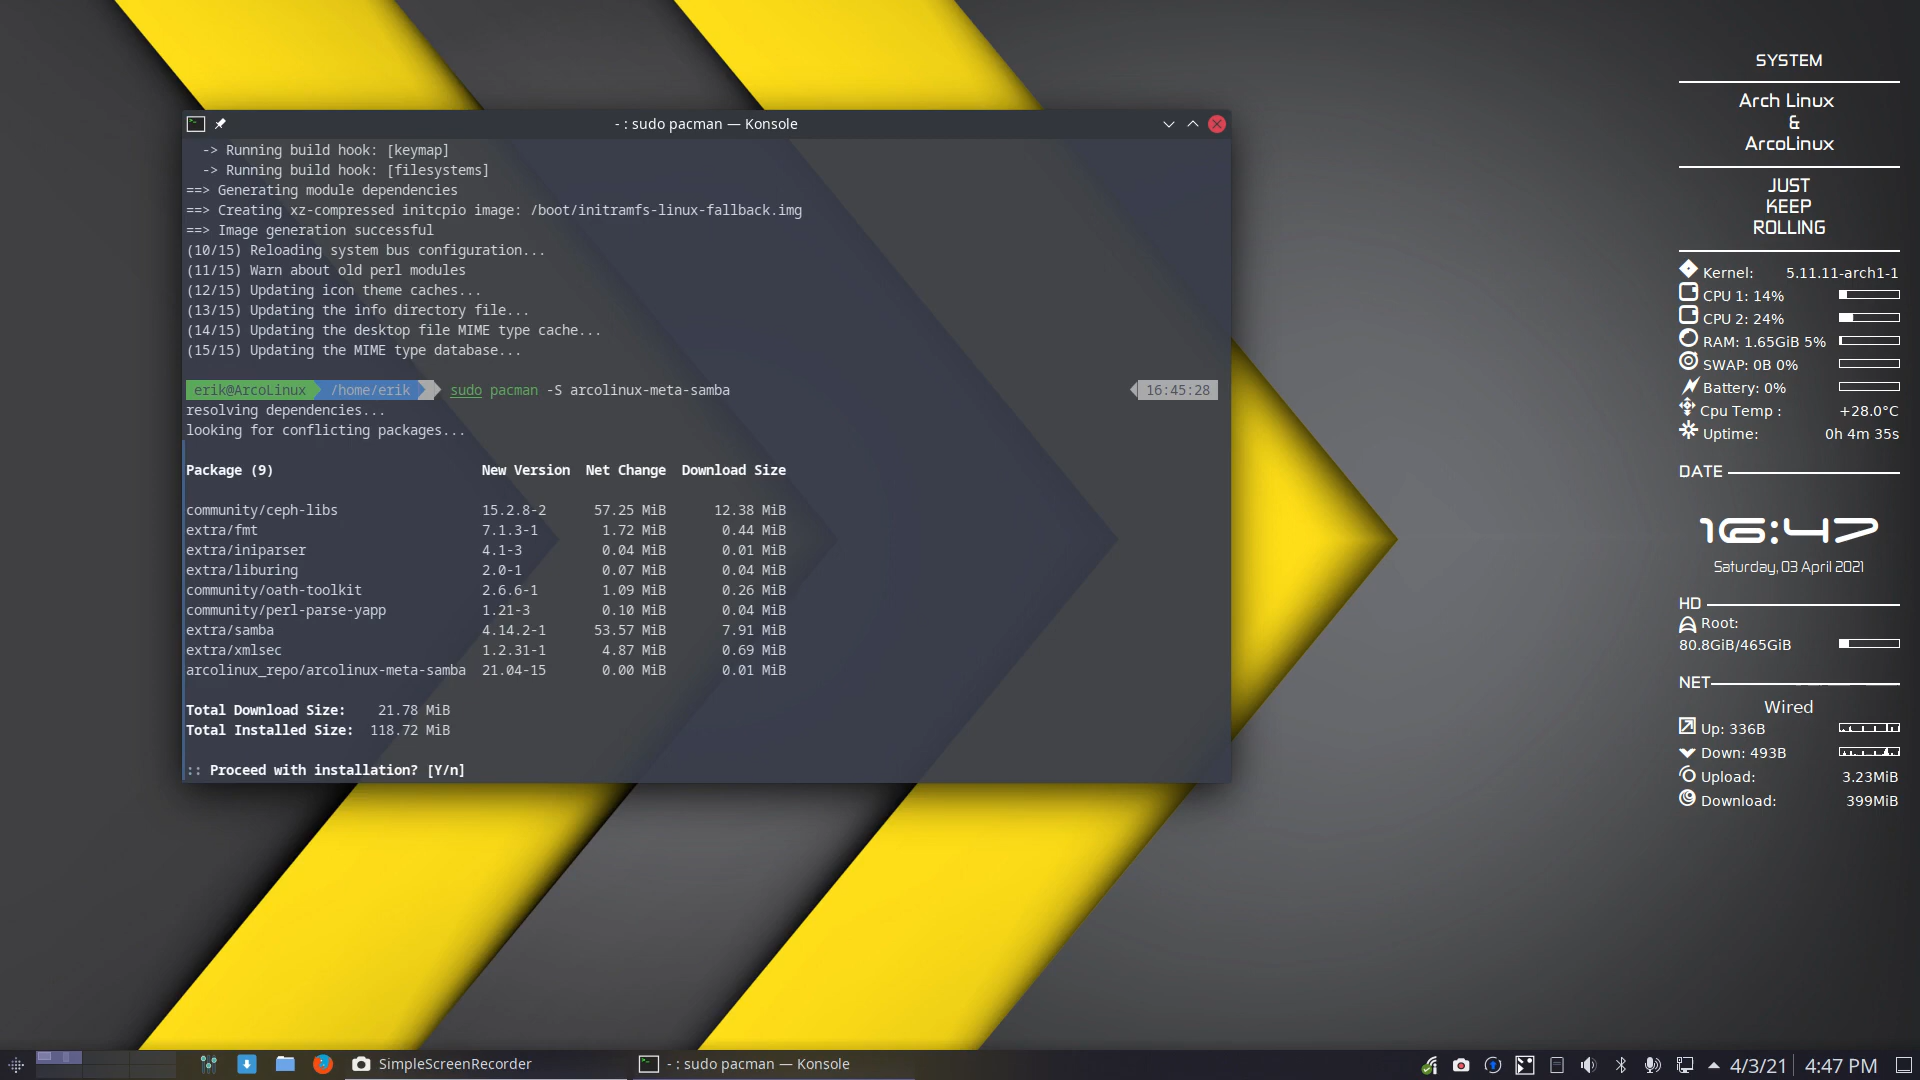 - : sudo pacman — Konsole
-> Running build hook: [keymap]
-> Running build hook: [filesystems]
==> Generating module dependencies
==> Creating xz-compressed initcpio image: /boot/initramfs-linux-fallback.img
==> Image generation successful
(10/15) Reloading system bus configuration...
(11/15) Warn about old perl modules
(12/15) Updating icon theme caches...
(13/15) Updating the info directory file...
(14/15) Updating the desktop file MIME type cache...
(15/15) Updating the MIME type database...
erik@ArcoLinux /home/erik sudo pacman -S arcolinux-meta-samba 16:45:28
resolving dependencies...
looking for conflicting packages...
Package (9) New Version Net Change Download Size
community/ceph-libs 15.2.8-2 57.25 MiB 12.38 MiB
extra/fmt 7.1.3-1 1.72 MiB 0.44 MiB
extra/iniparser 4.1-3 0.04 MiB 0.01 MiB
extra/liburing 2.0-1 0.07 MiB 0.04 MiB
community/oath-toolkit 2.6.6-1 1.09 MiB 0.26 MiB
community/perl-parse-yapp 1.21-3 0.10 MiB 0.04 MiB
extra/samba 4.14.2-1 53.57 MiB 7.91 MiB
extra/xmlsec 1.2.31-1 4.87 MiB 0.69 MiB
arcolinux_repo/arcolinux-meta-samba 21.04-15 0.00 MiB 0.01 MiB
Total Download Size: 21.78 MiB
Total Installed Size: 118.72 MiB
:: Proceed with installation? [Y/n]
SYSTEM
Arch Linux
&
ArcoLinux
JUST
KEEP
ROLLING
Kernel: 5.11.11-arch1-1
CPU 1: 14%
CPU 2: 24%
RAM: 1.65GiB 5%
SWAP: 0B 0%
Battery: 0%
Cpu Temp : +28.0°C
Uptime: 0h 4m 35s
DATE
16:47
Saturday, 03 April 2021
HD
Root:
80.8GiB/465GiB
NET
Wired
Up: 336B
Down: 493B
Upload: 3.23MiB
Download: 399MiB
SimpleScreenRecorder
- : sudo pacman — Konsole
4/3/21
4:47 PM